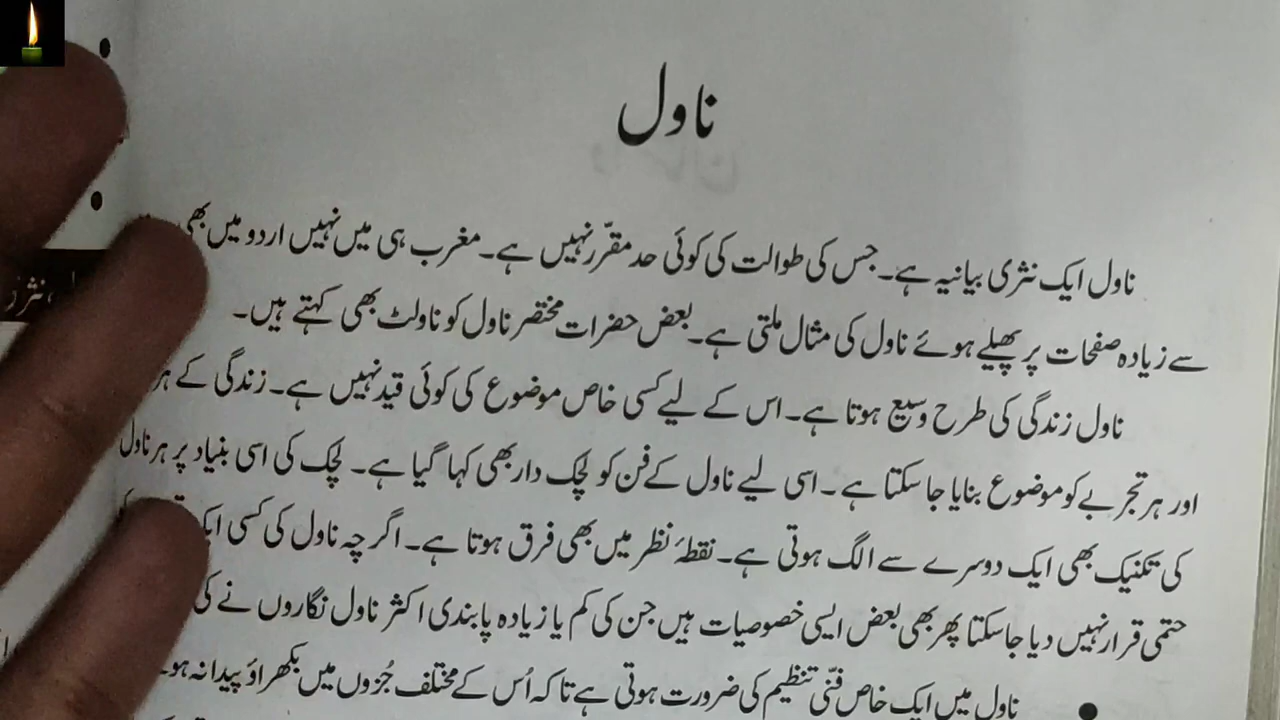 ناول
ناول ایک نثری بیانیہ ہے۔ جس کی طوالت کی کوئی حد مقرّر نہیں ہے۔ مغرب ہی میں نہیں اردو میں بھی
سے زیادہ صفحات پر پھیلے ہوئے ناول کی مثال ملتی ہے۔ بعض حضرات مختصر ناول کو ناولٹ بھی کہتے ہیں۔
ناول زندگی کی طرح وسیع ہوتا ہے۔ اس کے لیے کسی خاص موضوع کی کوئی قید نہیں ہے۔ زندگی کے ہر
اور ہر تجربے کو موضوع بنایا جا سکتا ہے۔ اسی لیے ناول کے فن کو لچک دار بھی کہا گیا ہے۔ لچک کی اسی بنیاد پر ہر ناول
کی تکنیک بھی ایک دوسرے سے الگ ہوتی ہے۔ نقطۂ نظر میں بھی فرق ہوتا ہے۔ اگر چہ ناول کی کسی
حتمی قرار نہیں دیا جاسکتا پھر بھی بعض ایسی خصوصیات ہیں جن کی کم یا زیادہ پابندی اکثر ناول نگاروں نے کی
● ناول میں ایک خاص فنّی تنظیم کی ضرورت ہوتی ہے تاکہ اُس کے مختلف جُزوں میں بکھراؤ پیدا نہ ہو۔